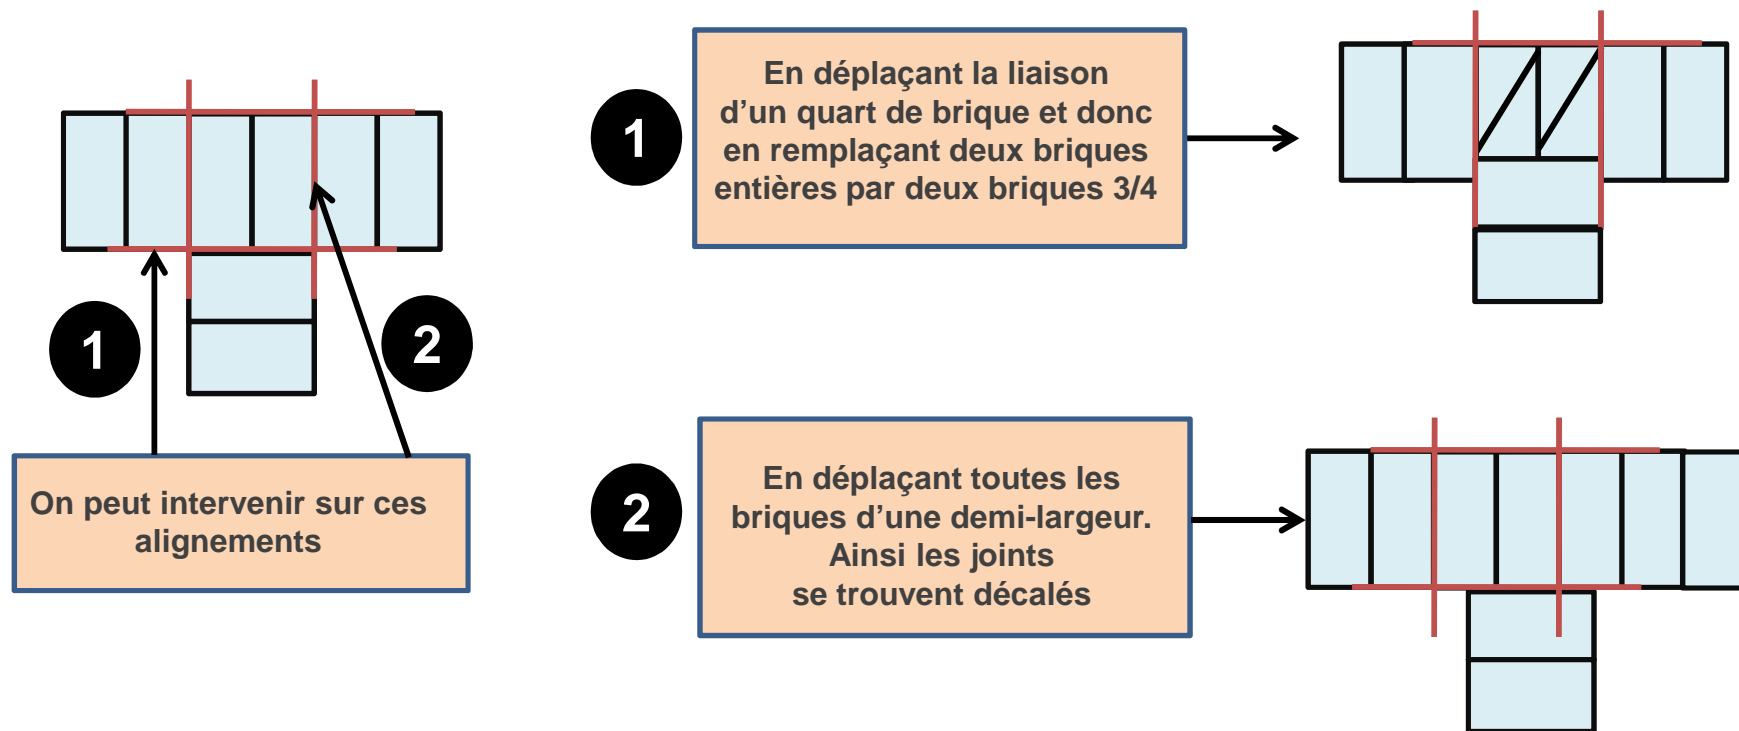 1
2
On peut intervenir sur ces
alignements
1
En déplaçant la liaison
d’un quart de brique et donc
en remplaçant deux briques
entières par deux briques 3/4
2
En déplaçant toutes les
briques d’une demi-largeur.
Ainsi les joints
se trouvent décalés